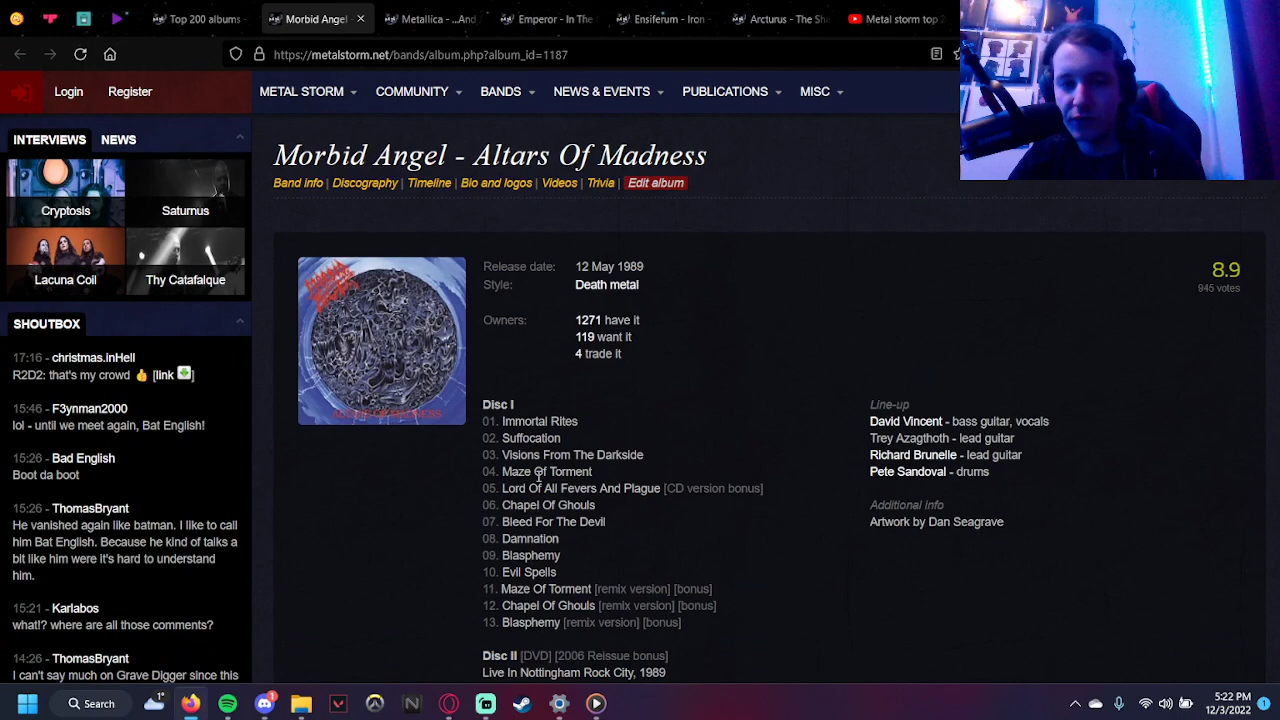 Top 200 albums
Morbid Angel
Metallica - ...And
Emperor - In The
Ensiferum - Iron
Arcturus - The Sha
Metal storm top 2
https://metalstorm.net/bands/album.php?album_id=1187
Login
Register
METAL STORM
COMMUNITY
BANDS
NEWS & EVENTS
PUBLICATIONS
MISC
INTERVIEWS
NEWS
Cryptosis
Saturnus
Lacuna Coil
Thy Catafalque
SHOUTBOX
17:16 - christmas.inHell
R2D2: that's my crowd 👍 [link]
15:46 - F3ynman2000
lol - until we meet again, Bat English!
15:26 - Bad English
Boot da boot
15:26 - ThomasBryant
He vanished again like batman. I like to call
him Bat English. Because he kind of talks a
bit like him were it's hard to understand
him.
15:21 - Karlabos
what!? where are all those comments?
14:26 - ThomasBryant
I can't say much on Grave Digger since this
Morbid Angel - Altars Of Madness
Band info | Discography | Timeline | Bio and logos | Videos | Trivia | Edit album
ALTARS OF MADNESS
Release date: 12 May 1989
Style: Death metal
Owners: 1271 have it
119 want it
4 trade it
8.9
945 votes
Disc I
01. Immortal Rites
02. Suffocation
03. Visions From The Darkside
04. Maze Of Torment
05. Lord Of All Fevers And Plague [CD version bonus]
06. Chapel Of Ghouls
07. Bleed For The Devil
08. Damnation
09. Blasphemy
10. Evil Spells
11. Maze Of Torment [remix version] [bonus]
12. Chapel Of Ghouls [remix version] [bonus]
13. Blasphemy [remix version] [bonus]
Disc II [DVD] [2006 Reissue bonus]
Live In Nottingham Rock City, 1989
Line-up
David Vincent - bass guitar, vocals
Trey Azagthoth - lead guitar
Richard Brunelle - lead guitar
Pete Sandoval - drums
Additional info
Artwork by Dan Seagrave
Search
1
5:22 PM
12/3/2022
1